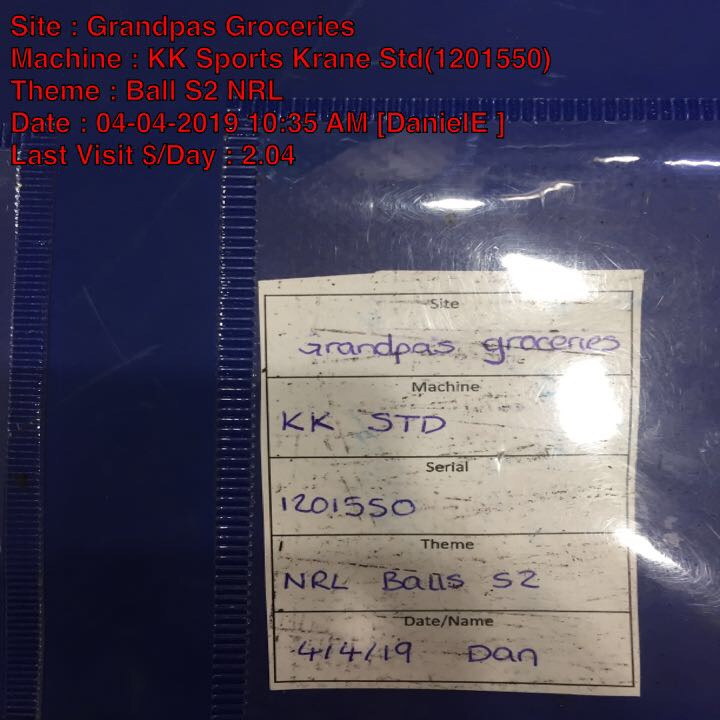 Site : Grandpas Groceries
Machine : KK Sports Krane Std(1201550)
Theme : Ball S2 NRL
Date : 04-04-2019 10:35 AM [DanielE ]
Last Visit $/Day : 2.04
Site
Grandpas groceries
Machine
KK STD
Serial
1201550
Theme
NRL Balls S2
Date/Name
4/4/19 Dan